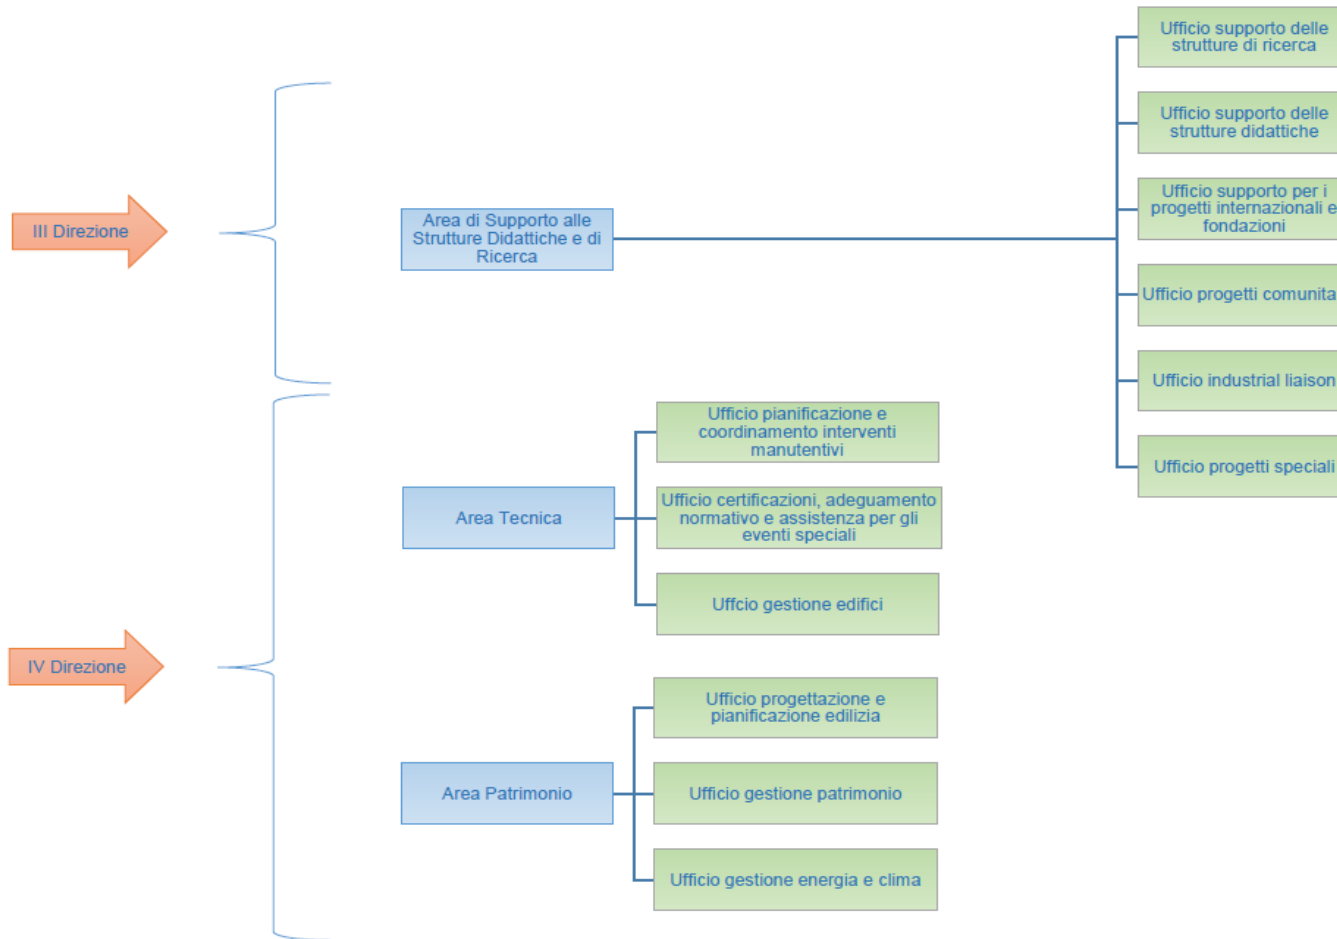 III Direzione
Area di Supporto alle
Strutture Didattiche e di
Ricerca
Ufficio supporto delle
strutture di ricerca
Ufficio supporto delle
strutture didattiche
Ufficio supporto per i
progetti internazionali e
fondazioni
Ufficio progetti comunita
Ufficio industrial liaison
Ufficio progetti speciali
IV Direzione
Area Tecnica
Ufficio pianificazione e
coordinamento interventi
manutentivi
Ufficio certificazioni, adeguamento
normativo e assistenza per gli
eventi speciali
Uffcio gestione edifici
Area Patrimonio
Ufficio progettazione e
pianificazione edilizia
Ufficio gestione patrimonio
Ufficio gestione energia e clima